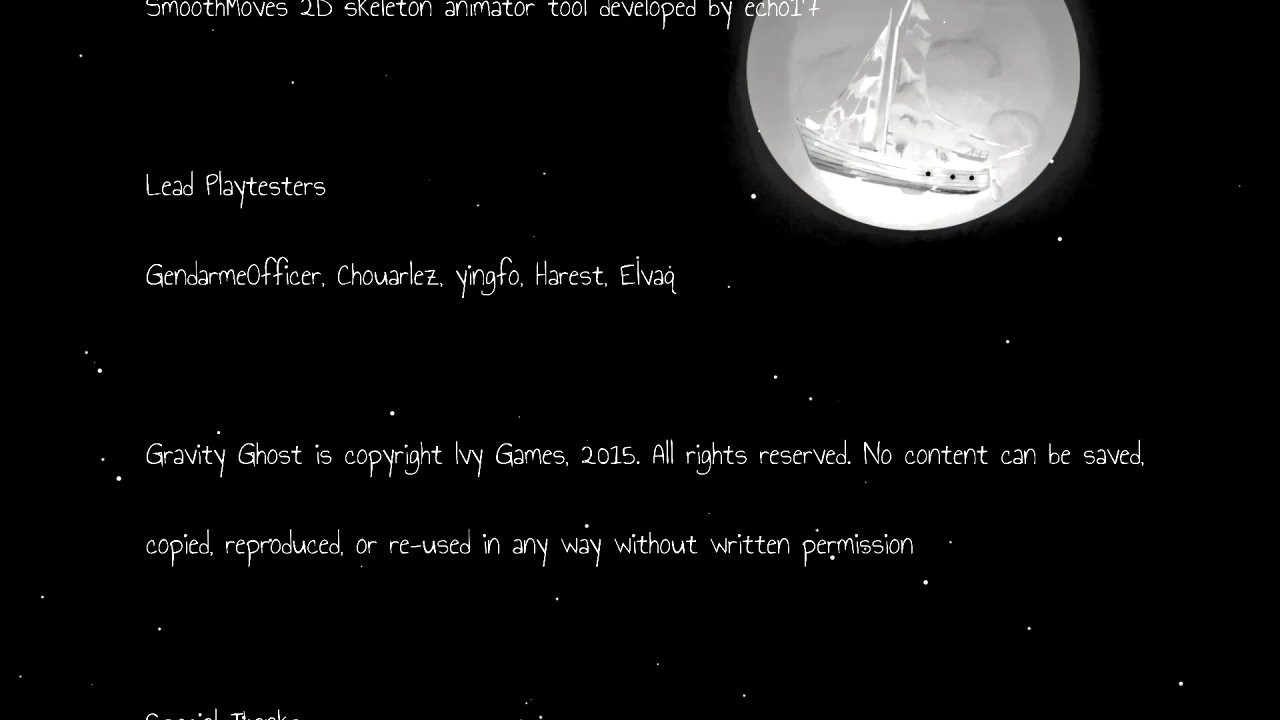 SmoothMoves 2D skeleton animator tool developed by echo17
Lead Playtesters
GendarmeOfficer, Chouarlez, yingfo, Harest, Elvaq
Gravity Ghost is copyright Ivy Games, 2015. All rights reserved. No content can be saved,
copied, reproduced, or re-used in any way without written permission
Special Thanks